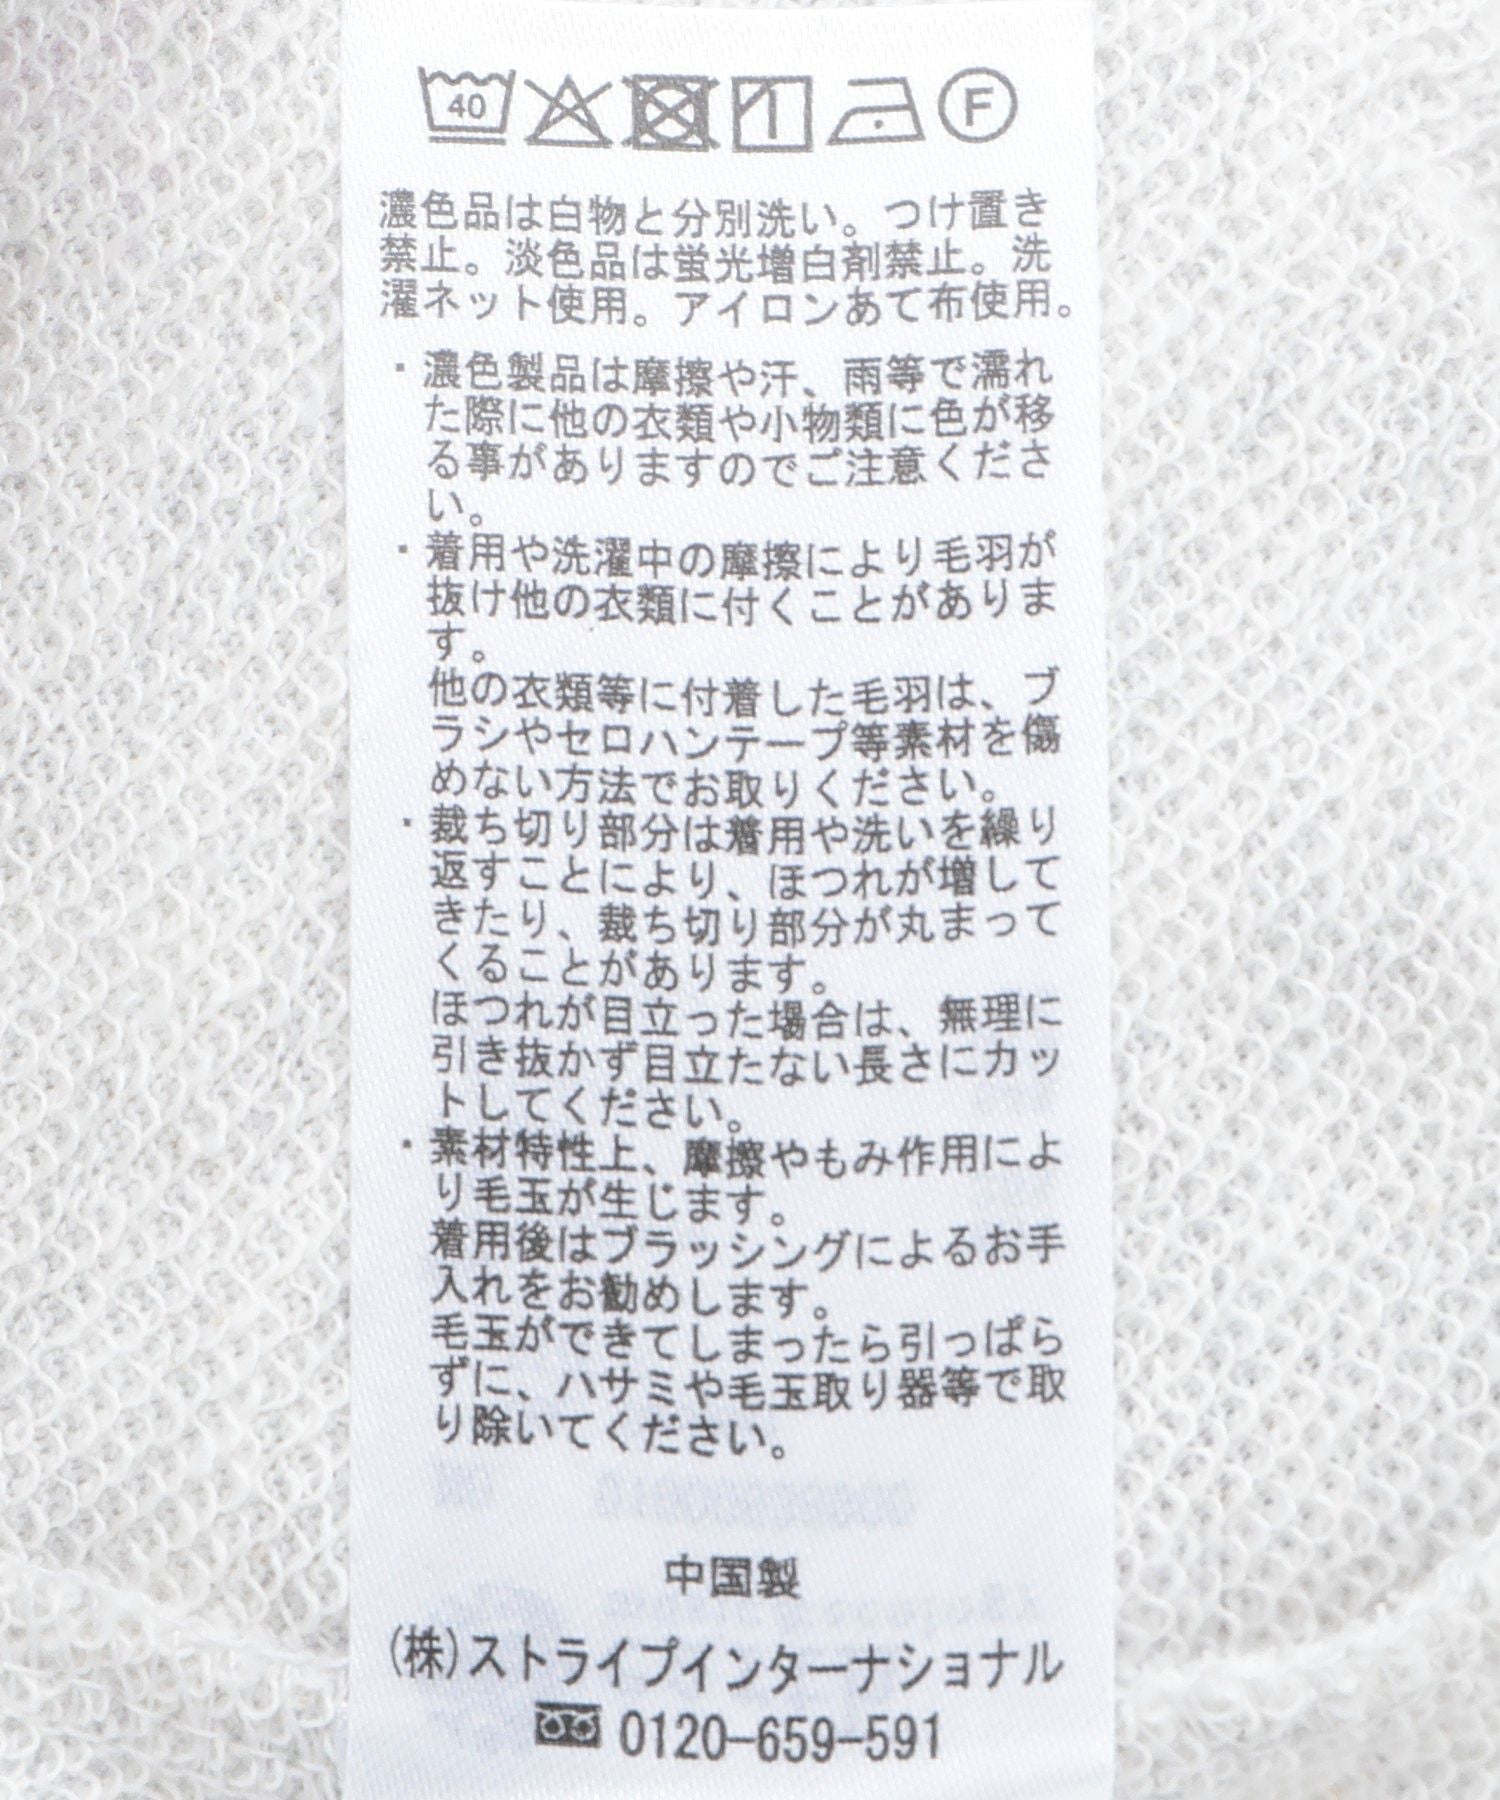 40
F
濃色品は白物と分別洗い。つけ置き
禁止。淡色品は蛍光増白剤禁止。洗
濯ネット使用。アイロンあて布使用。
・濃色製品は摩擦や汗、雨等で濡れ
た際に他の衣類や小物類に色が移
る事がありますのでご注意くださ
い。
・着用や洗濯中の摩擦により毛羽が
抜け他の衣類に付くことがありま
す。
他の衣類等に付着した毛羽は、ブ
ラシやセロハンテープ等素材を傷
めない方法でお取りください。
・裁ち切り部分は着用や洗いを繰り
返すことにより、ほつれが増して
きたり、裁ち切り部分が丸まって
くることがあります。
ほつれが目立った場合は、無理に
引き抜かず目立たない長さにカッ
トしてください。
・素材特性上、摩擦やもみ作用によ
り毛玉が生じます。
着用後はブラッシングによるお手
入れをお勧めします。
毛玉ができてしまったら引っぱら
ずに、ハサミや毛玉取り器等で取
り除いてください。
中国製
(株)ストライプインターナショナル
0120-659-591